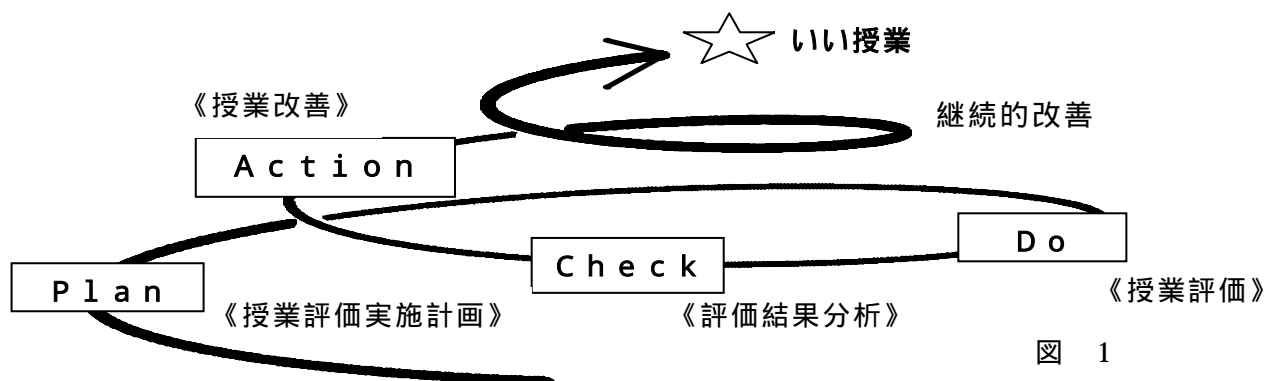 いい授業
《授業改善》
継続的改善
Ａｃｔｉｏｎ
Ｄｏ
Ｃｈｅｃｋ
Ｐｌａｎ
《授業評価》
《授業評価実施計画》
《評価結果分析》
図　1